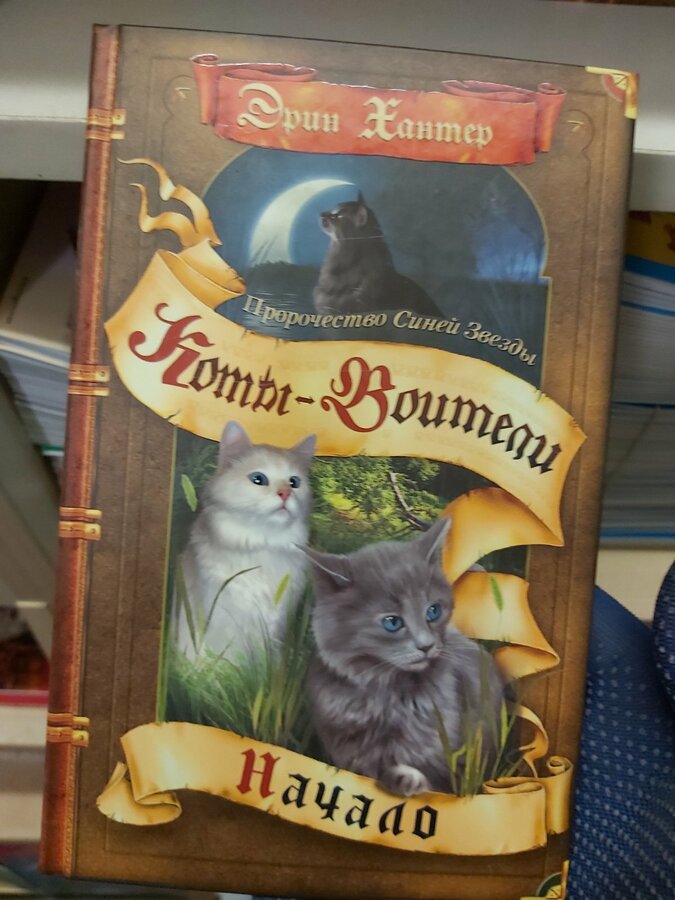 Эрин Хантер
Пророчество Синей Звезды
Коты-Воители
Начало